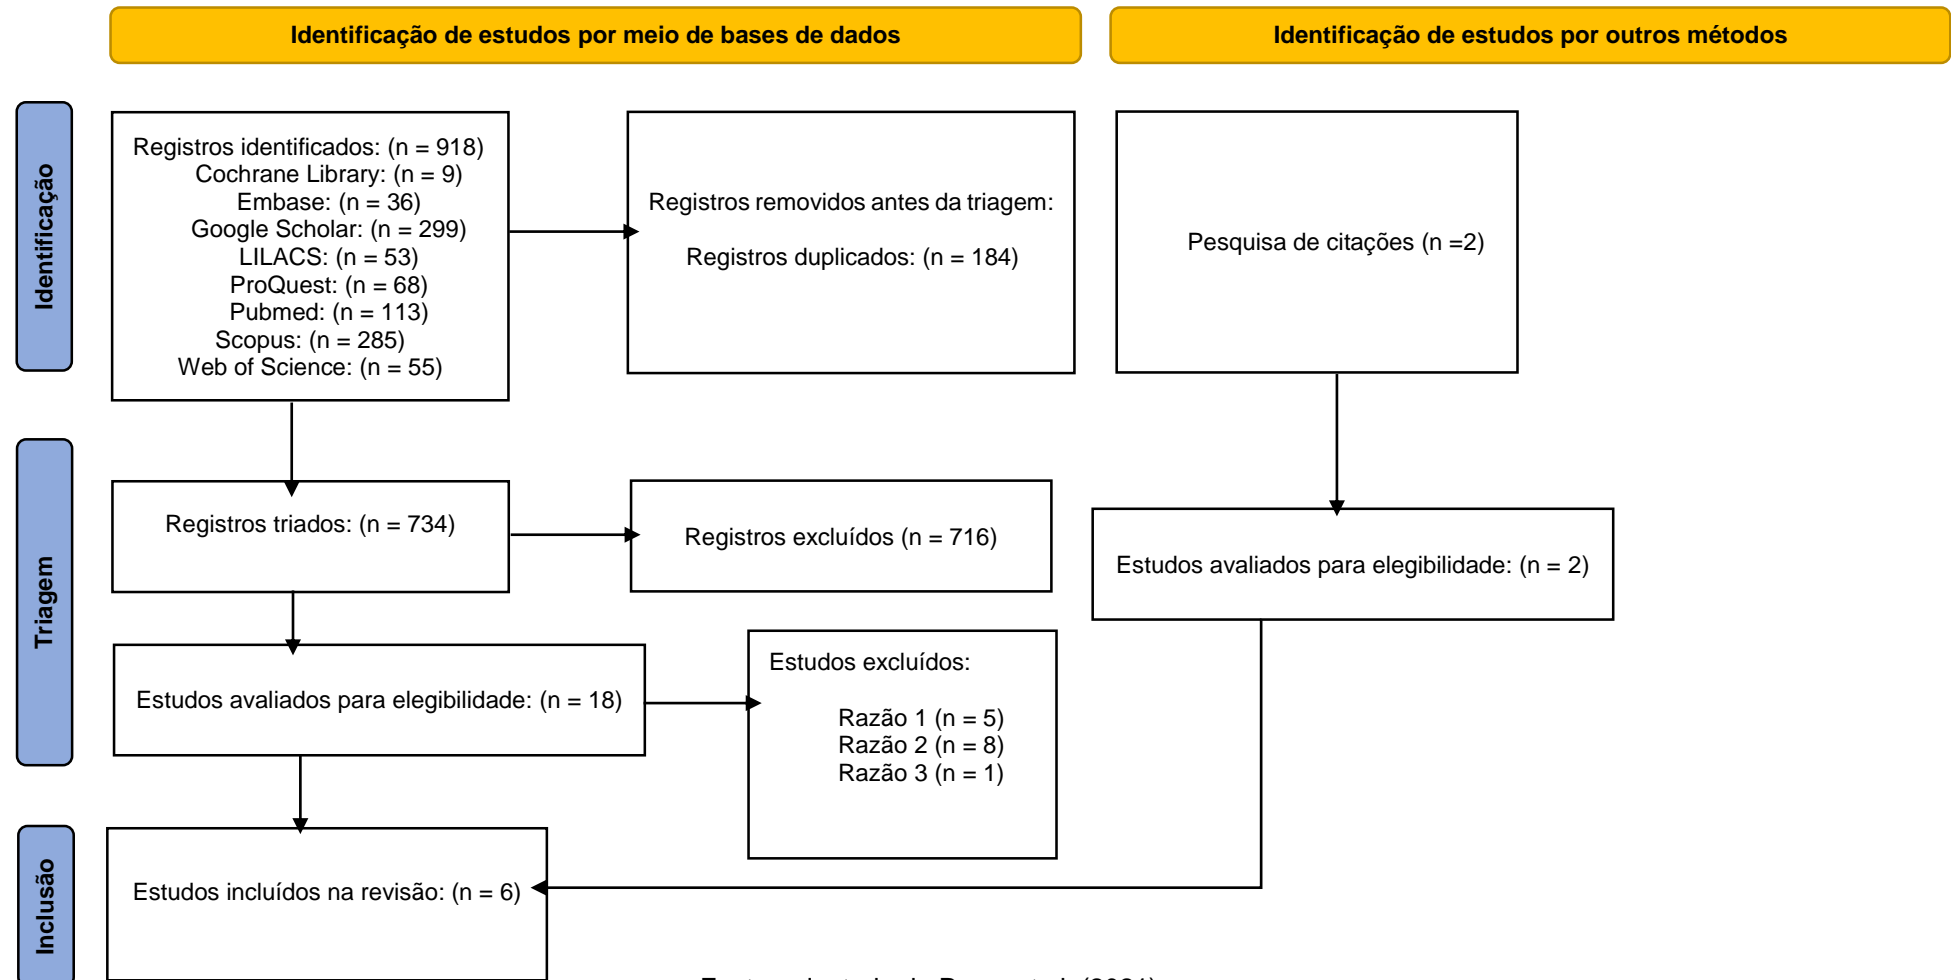 Identificação de estudos por meio de bases de dados
Identificação de estudos por outros métodos
Identificação
Registros identificados: (n = 918)
Cochrane Library: (n = 9)
Embase: (n = 36)
Google Scholar: (n = 299)
LILACS: (n = 53)
ProQuest: (n = 68)
Pubmed: (n = 113)
Scopus: (n = 285)
Web of Science: (n = 55)
Registros removidos antes da triagem:
Registros duplicados: (n = 184)
Pesquisa de citações (n =2)
Triagem
Registros triados: (n = 734)
Registros excluídos (n = 716)
Estudos avaliados para elegibilidade: (n = 2)
Estudos avaliados para elegibilidade: (n = 18)
Estudos excluídos:
Razão 1 (n = 5)
Razão 2 (n = 8)
Razão 3 (n = 1)
Inclusão
Estudos incluídos na revisão: (n = 6)